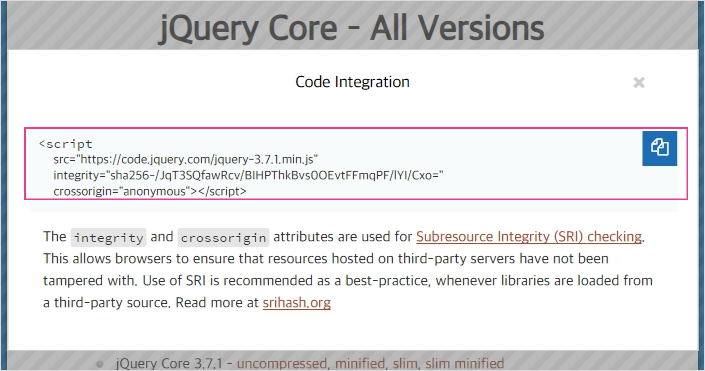 jQuery Core - All Versions
Code Integration
<script
src="https://code.jquery.com/jquery-3.7.1.min.js"
integrity="sha256-/JqT3SQfawRcv/BIHPThkBvs0OEvtFFmqPF/lYI/Cxo="
crossorigin="anonymous"></script>
The integrity and crossorigin attributes are used for Subresource Integrity (SRI) checking.
This allows browsers to ensure that resources hosted on third-party servers have not been
tampered with. Use of SRI is recommended as a best-practice, whenever libraries are loaded from
a third-party source. Read more at srihash.org
jQuery Core 3.7.1 - uncompressed, minified, slim, slim minified